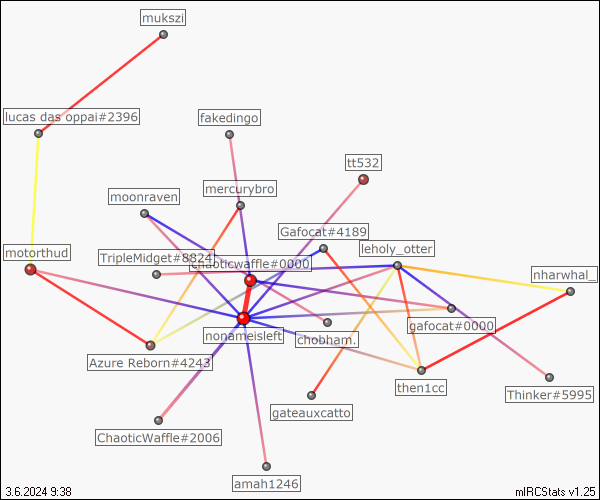 mukszi
lucas das oppai#2396
fakedingo
tt532
moonraven
mercurybro
Gafocat#4189
leholy_otter
motorthud
TripleMidget#8824
chaoticwaffle#0000
nharwhal_
gafocat#0000
nonameisleft
chobham.
Azure Reborn#4243
then1cc
Thinker#5995
gateauxcatto
ChaoticWaffle#2006
amah1246
3.6.2024 9:38
mIRCStats v1.25